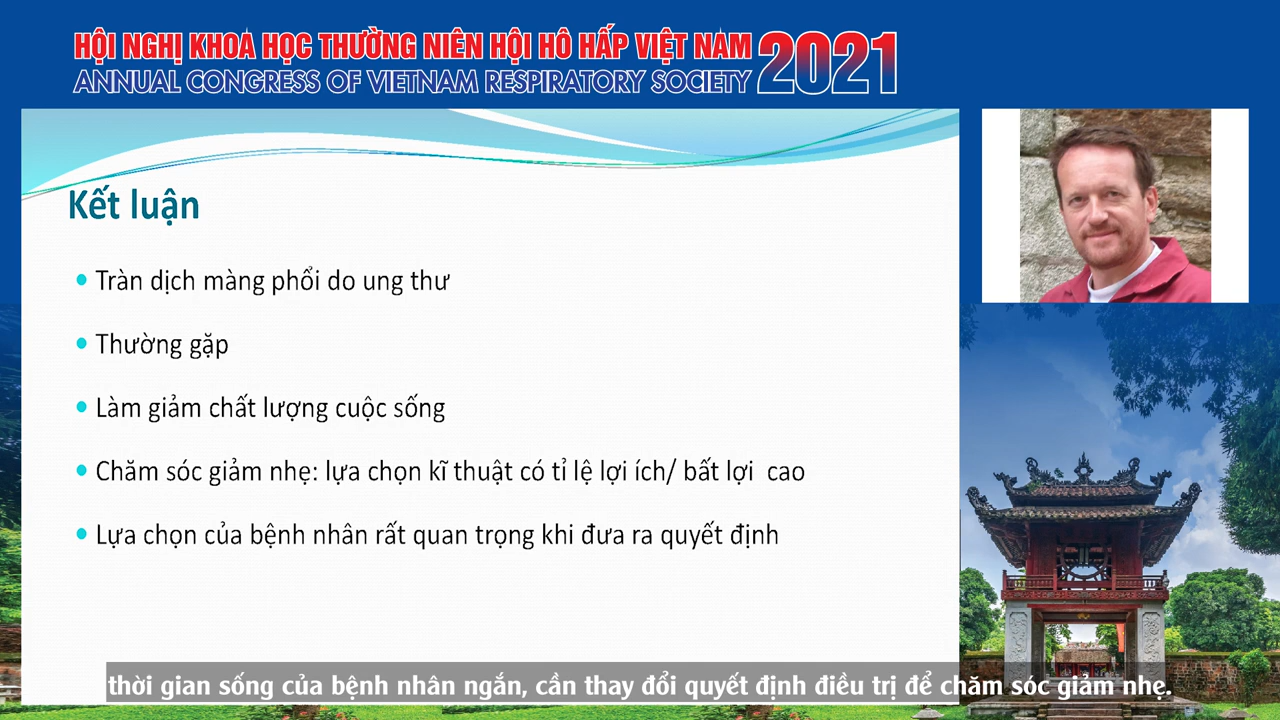 HỘI NGHỊ KHOA HỌC THƯỜNG NIÊN HỘI HÔ HẤP VIỆT NAM 2021
ANNUAL CONGRESS OF VIETNAM RESPIRATORY SOCIETY
Kết luận
Tràn dịch màng phổi do ung thư
Thường gặp
Làm giảm chất lượng cuộc sống
Chăm sóc giảm nhẹ: lựa chọn kĩ thuật có tỉ lệ lợi ích/ bất lợi cao
Lựa chọn của bệnh nhân rất quan trọng khi đưa ra quyết định
thời gian sống của bệnh nhân ngắn, cần thay đổi quyết định điều trị để chăm sóc giảm nhẹ.